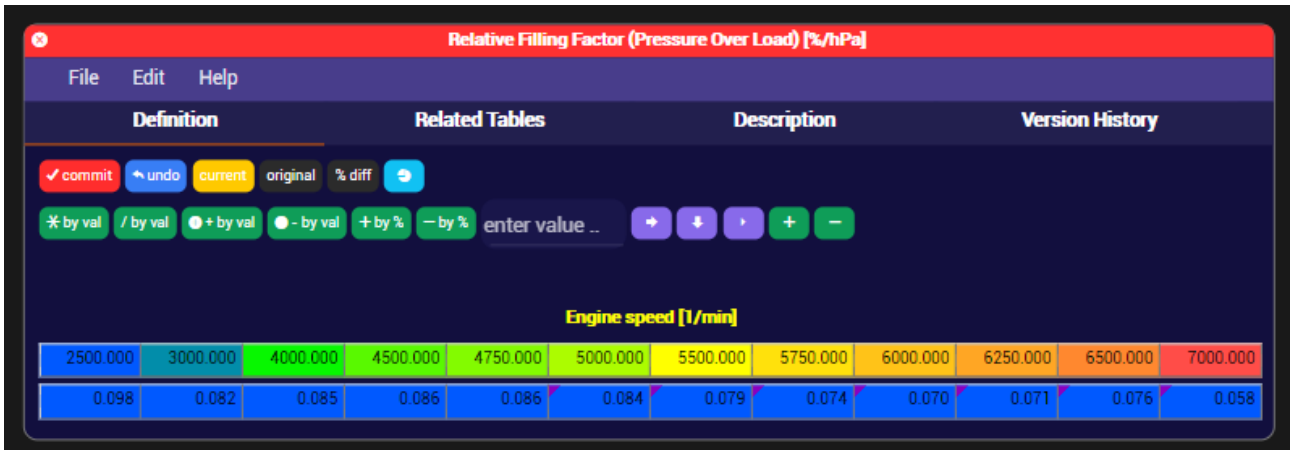 Relative Filling Factor (Pressure Over Load) [%/hPa]
File Edit Help
Definition Related Tables Description Version History
commit undo current original % diff
by val / by val + by val - by val + by % — by % enter value .. + −
Engine speed [1/min]
2500.000 3000.000 4000.000 4500.000 4750.000 5000.000 5500.000 5750.000 6000.000 6250.000 6500.000 7000.000
0.098 0.082 0.085 0.086 0.086 0.084 0.079 0.074 0.070 0.071 0.076 0.058